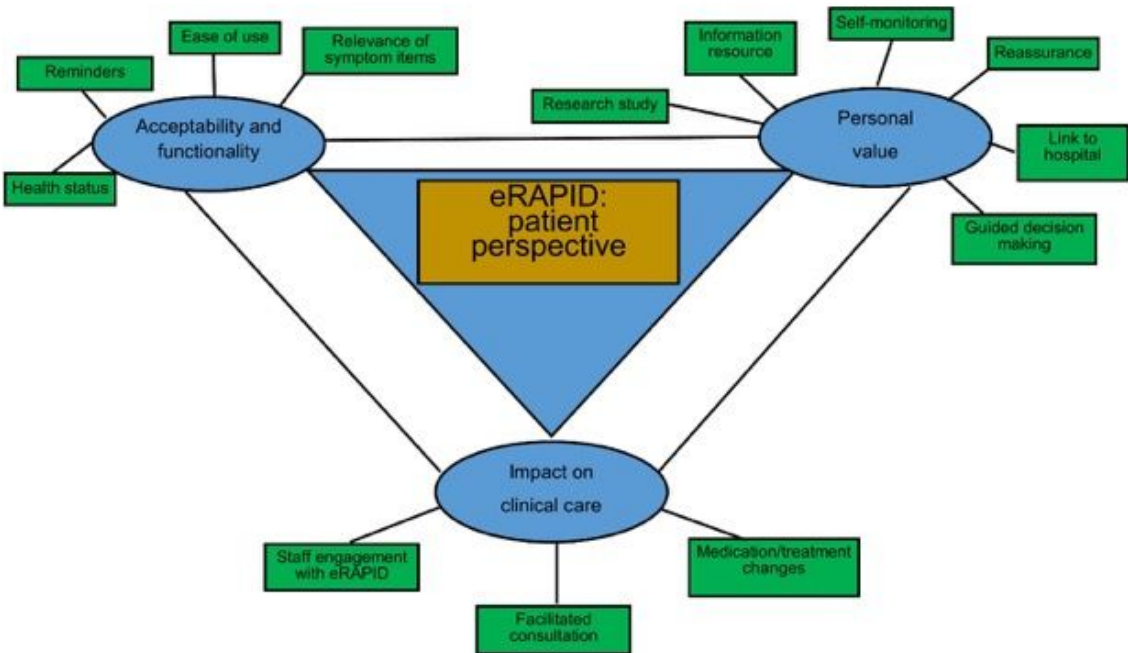 Ease of use
Relevance of
symptom items
Reminders
Acceptability and
functionality
Health status
Self-monitoring
Information
resource
Reassurance
Research study
Personal
value
Link to
hospital
Guided decision
making
eRAPID:
patient
perspective
Impact on
clinical care
Staff engagement
with eRAPID
Medication/treatment
changes
Facilitated
consultation